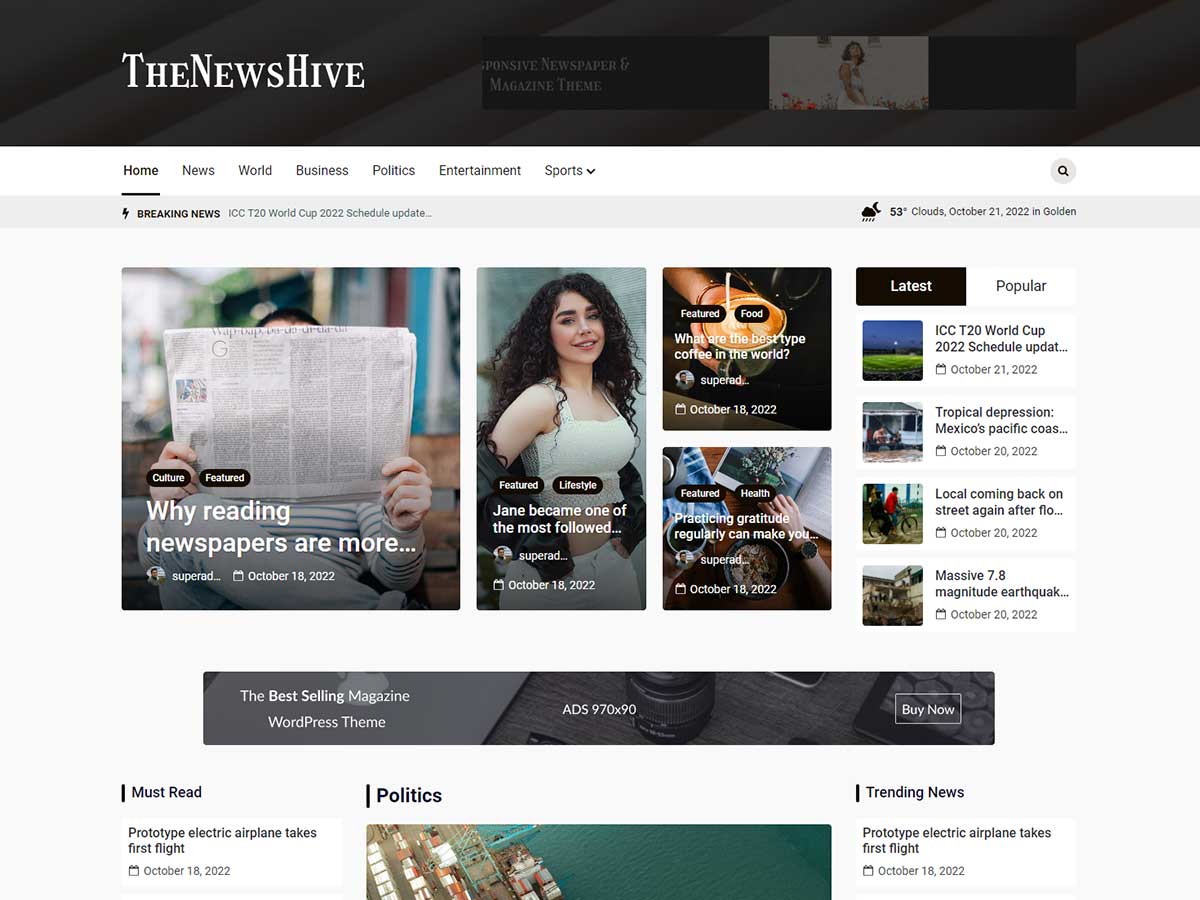 TheNewsHive
sponsive Newspaper &
Magazine Theme
Home News World Business Politics Entertainment Sports
BREAKING NEWS ICC T20 World Cup 2022 Schedule update...
53° Clouds, October 21, 2022 in Golden
Wap-bap, ba-da-di-da-da
G
Culture Featured
Why reading
newspapers are more...
superad... October 18, 2022
Featured Lifestyle
Jane became one of
the most followed...
superad...
October 18, 2022
Featured Food
What are the best type
coffee in the world?
superad...
October 18, 2022
Featured Health
Practicing gratitude
regularly can make you...
superad...
October 18, 2022
Latest Popular
ICC T20 World Cup
2022 Schedule updat...
October 21, 2022
Tropical depression:
Mexico's pacific coas...
October 20, 2022
Local coming back on
street again after flo...
October 20, 2022
Massive 7.8
magnitude earthquak...
October 20, 2022
The Best Selling Magazine
WordPress Theme
ADS 970x90
Buy Now
Must Read
Prototype electric airplane takes
first flight
October 18, 2022
Politics
Trending News
Prototype electric airplane takes
first flight
October 18, 2022